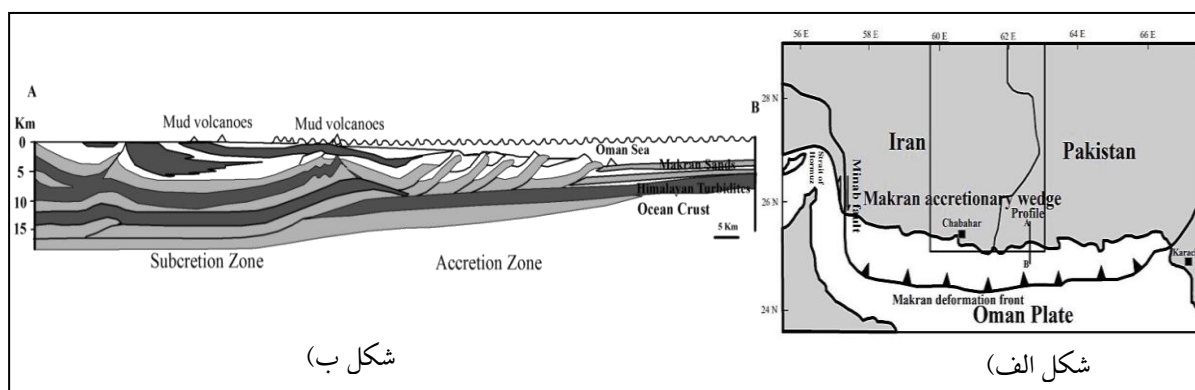 A
Km
0
5
10
15
Mud volcanoes
Mud volcanoes
Oman Sea
Makran Sands
Himalayan Turbidites
Ocean Crust
5 Km
B
Subcretion Zone
Accretion Zone
شکل ب)
56 E
58 E
60 E
62 E
64 E
66 E
28 N
26 N
24 N
Iran
Pakistan
Strait of
Hormuz
Minab fault
Makran accretionary wedge
Profile
A
Chabahar
B
Karach
Makran deformation front
Oman Plate
شکل الف)